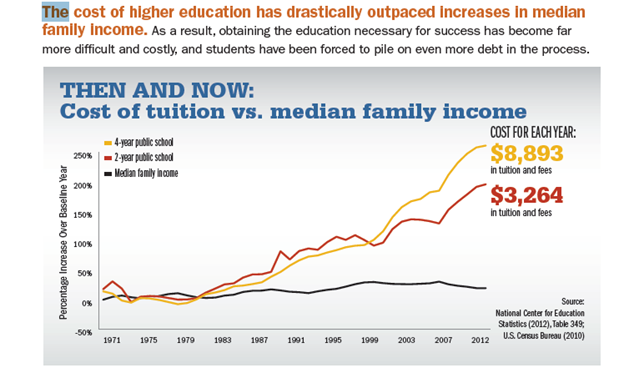 The cost of higher education has drastically outpaced increases in median
family income. As a result, obtaining the education necessary for success has become far
more difficult and costly, and students have been forced to pile on even more debt in the process.
THEN AND NOW:
Cost of tuition vs. median family income
4-year public school
2-year public school
Median family income
COST FOR EACH YEAR:
$8,893
in tuition and fees
$3,264
in tuition and fees
Percentage Increase Over Baseline Year
250%
200%
150%
100%
50%
0%
-50%
1971 1975 1979 1983 1987 1991 1995 1999 2003 2007 2012
Source:
National Center for Education
Statistics (2012), Table 349;
U.S. Census Bureau (2010)